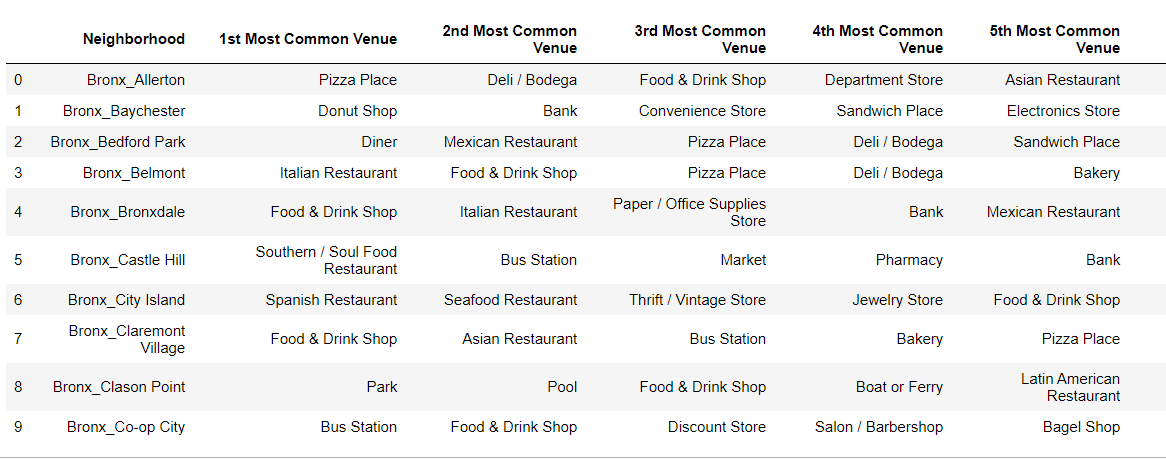 Neighborhood 1st Most Common Venue 2nd Most Common Venue 3rd Most Common Venue 4th Most Common Venue 5th Most Common Venue
0 Bronx_Allerton Pizza Place Deli / Bodega Food & Drink Shop Department Store Asian Restaurant
1 Bronx_Baychester Donut Shop Bank Convenience Store Sandwich Place Electronics Store
2 Bronx_Bedford Park Diner Mexican Restaurant Pizza Place Deli / Bodega Sandwich Place
3 Bronx_Belmont Italian Restaurant Food & Drink Shop Pizza Place Deli / Bodega Bakery
4 Bronx_Bronxdale Food & Drink Shop Italian Restaurant Paper / Office Supplies Store Bank Mexican Restaurant
5 Bronx_Castle Hill Southern / Soul Food Restaurant Bus Station Market Pharmacy Bank
6 Bronx_City Island Spanish Restaurant Seafood Restaurant Thrift / Vintage Store Jewelry Store Food & Drink Shop
7 Bronx_Claremont Village Food & Drink Shop Asian Restaurant Bus Station Bakery Pizza Place
8 Bronx_Clason Point Park Pool Food & Drink Shop Boat or Ferry Latin American Restaurant
9 Bronx_Co-op City Bus Station Food & Drink Shop Discount Store Salon / Barbershop Bagel Shop